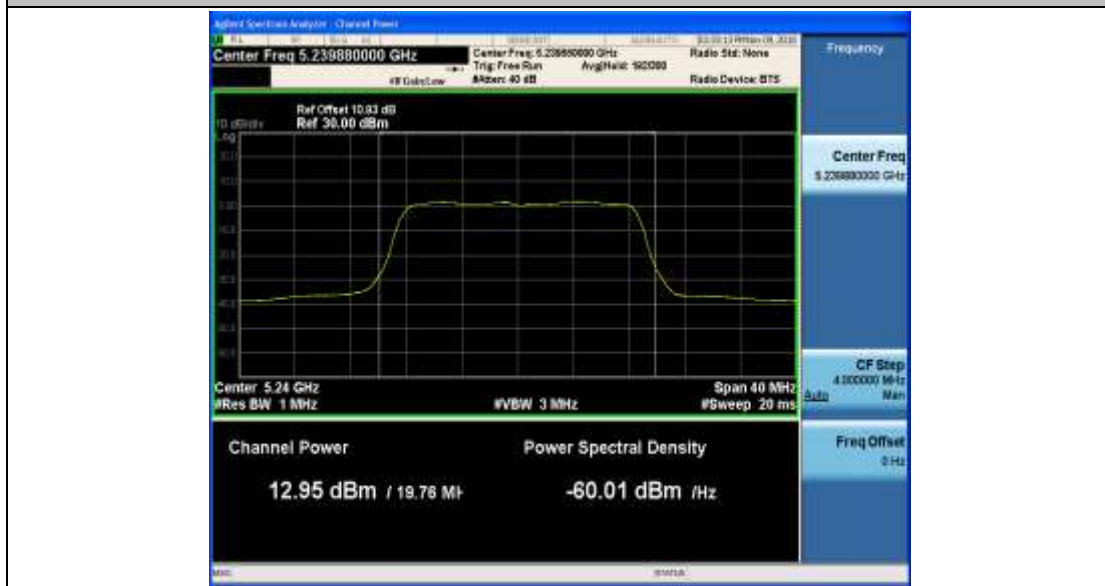 Agilent Spectrum Analyzer - Channel Power
Center Freq 5.239880000 GHz
Center Freq: 5.239880000 GHz
Radio Std: None
Trig: Free Run
Avg|Hold:
#IFGain:Low
#Atten: 40 dB
Radio Device: BTS
Ref Offset 10.93 dB
10 dB/div
Ref 30.00 dBm
Log
Center 5.24 GHz
Span 40 MHz
#Res BW 1 MHz
#VBW 3 MHz
#Sweep 20 ms
Channel Power
Power Spectral Density
12.95 dBm / 19.76 MH
-60.01 dBm /Hz
MSG
STATUS
Frequency
Center Freq
5.239880000 GHz
CF Step
4.000000 MHz
Auto Man
Freq Offset
0 Hz